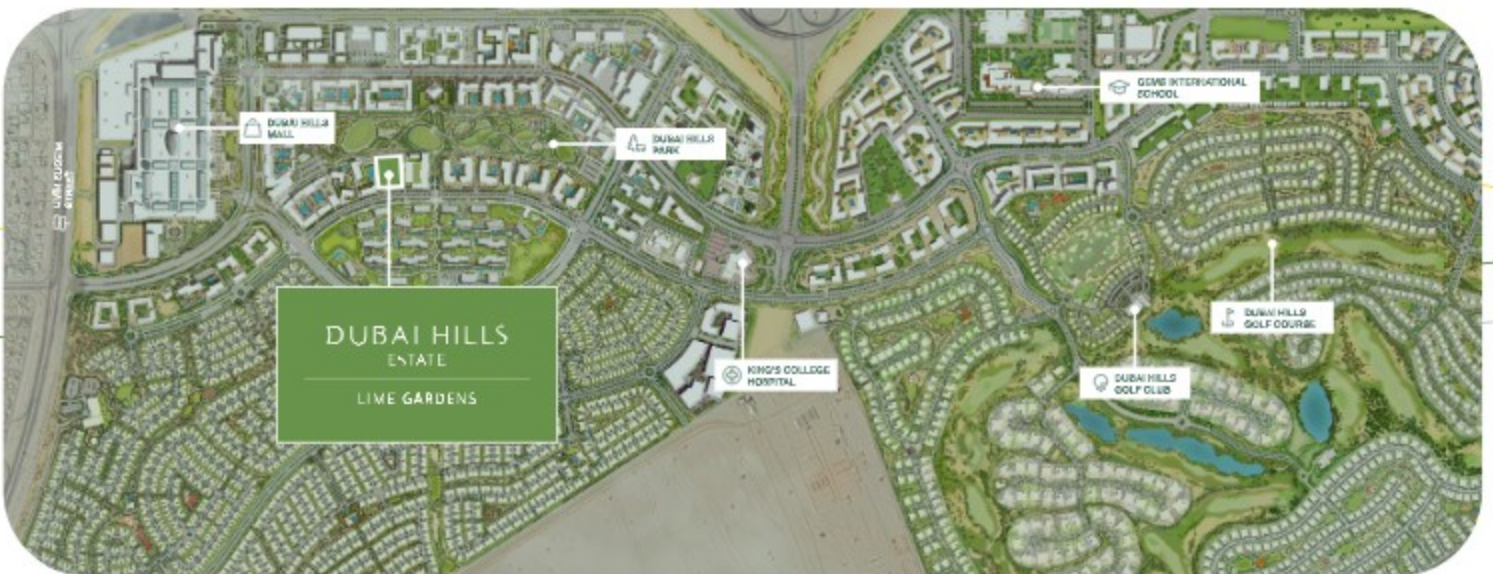 GEMS INTERNATIONAL
SCHOOL
DUBAI HILLS
MALL
DUBAI HILLS
PARK
STREET
DUBAI HILLS
GOLF COURSE
DUBAI HILLS
ESTATE
LIME GARDENS
KING'S COLLEGE
HOSPITAL
DUBAI HILLS
GOLF CLUB